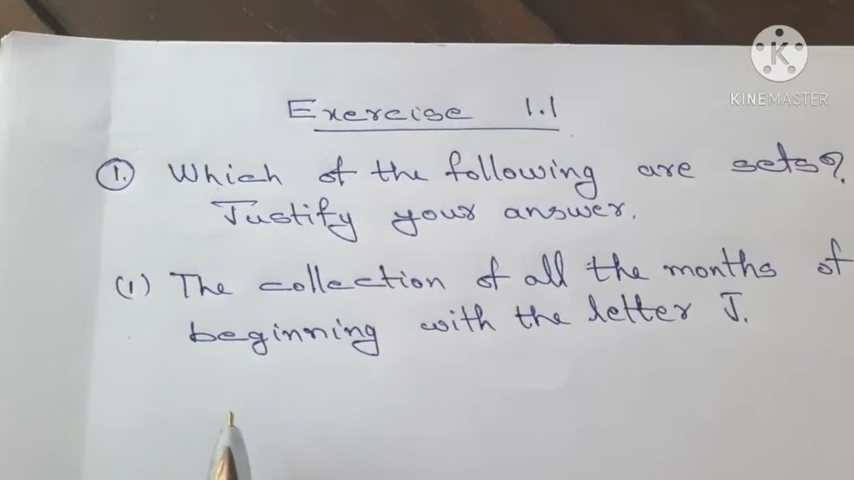 K
KINEMASTER
Exercise 1.1
1. Which of the following are sets?
Justify your answer.
(1) The collection of all the months of
beginning with the letter J.